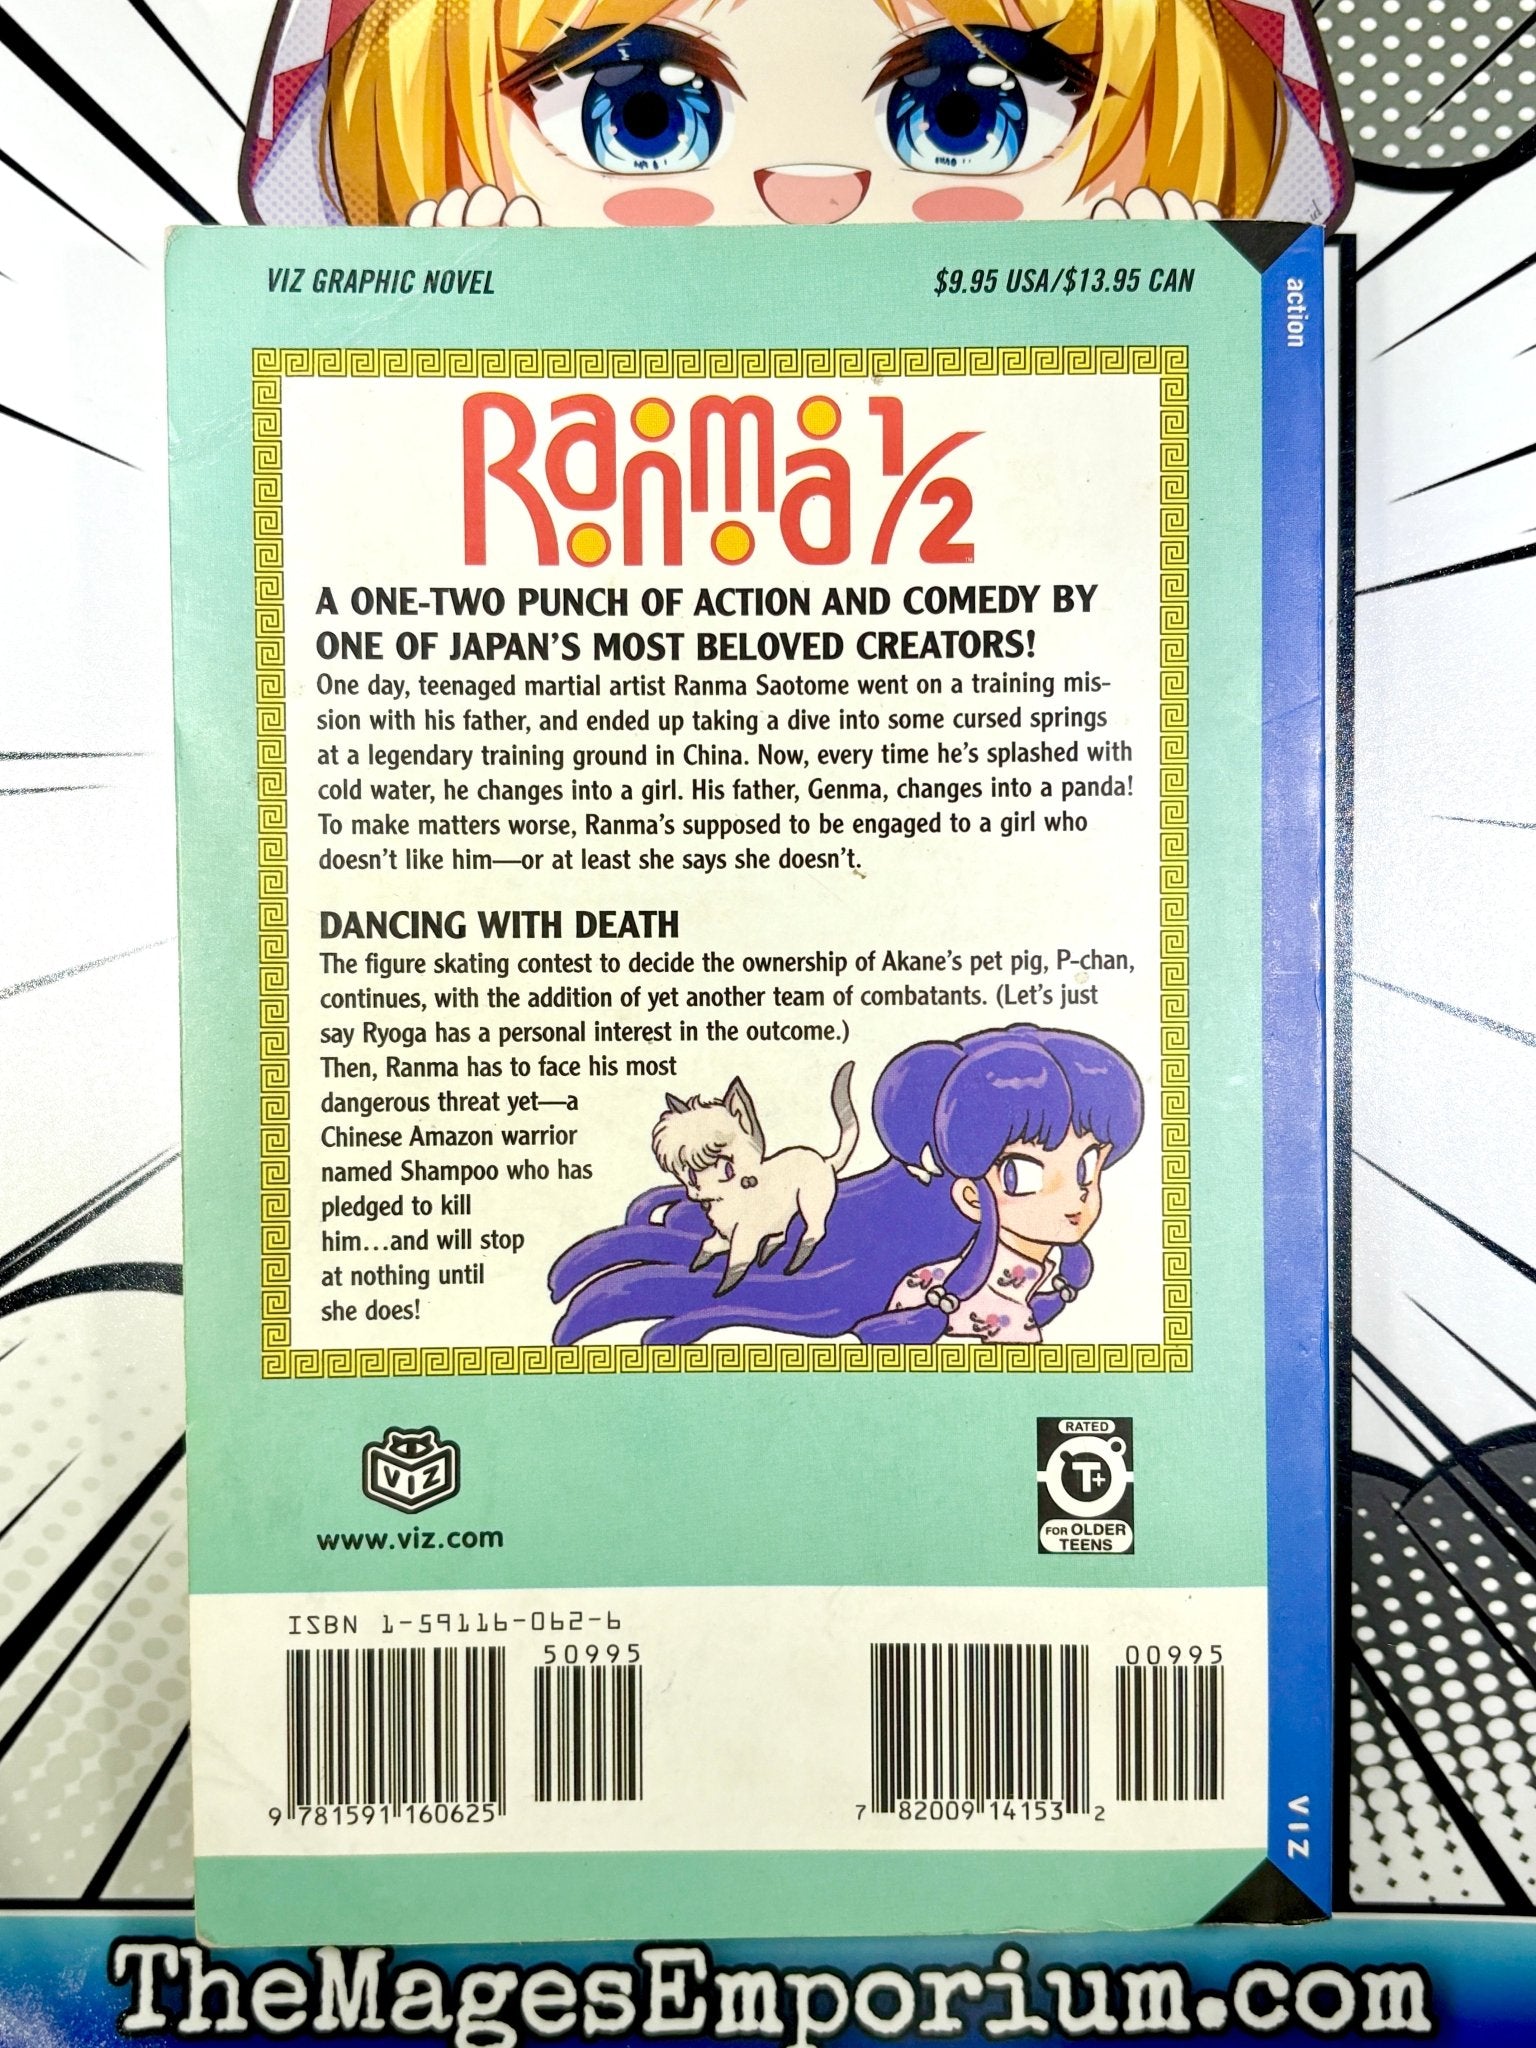 VIZ GRAPHIC NOVEL
$9.95 USA/$13.95 CAN
action
Ranma 1/2
™
A ONE-TWO PUNCH OF ACTION AND COMEDY BY
ONE OF JAPAN'S MOST BELOVED CREATORS!
One day, teenaged martial artist Ranma Saotome went on a training mis-
sion with his father, and ended up taking a dive into some cursed springs
at a legendary training ground in China. Now, every time he's splashed with
cold water, he changes into a girl. His father, Genma, changes into a panda!
To make matters worse, Ranma's supposed to be engaged to a girl who
doesn't like him—or at least she says she doesn't.
DANCING WITH DEATH
The figure skating contest to decide the ownership of Akane's pet pig, P-chan,
continues, with the addition of yet another team of combatants. (Let's just
say Ryoga has a personal interest in the outcome.)
Then, Ranma has to face his most
dangerous threat yet—a
Chinese Amazon warrior
named Shampoo who has
pledged to kill
him...and will stop
at nothing until
she does!
VIZ
www.viz.com
RATED
T+
FOR OLDER
TEENS
ISBN 1-59116-062-6
50995
9 781591 160625
00995
7 82009 14153 2
VIZ
TheMagesEmporium.com